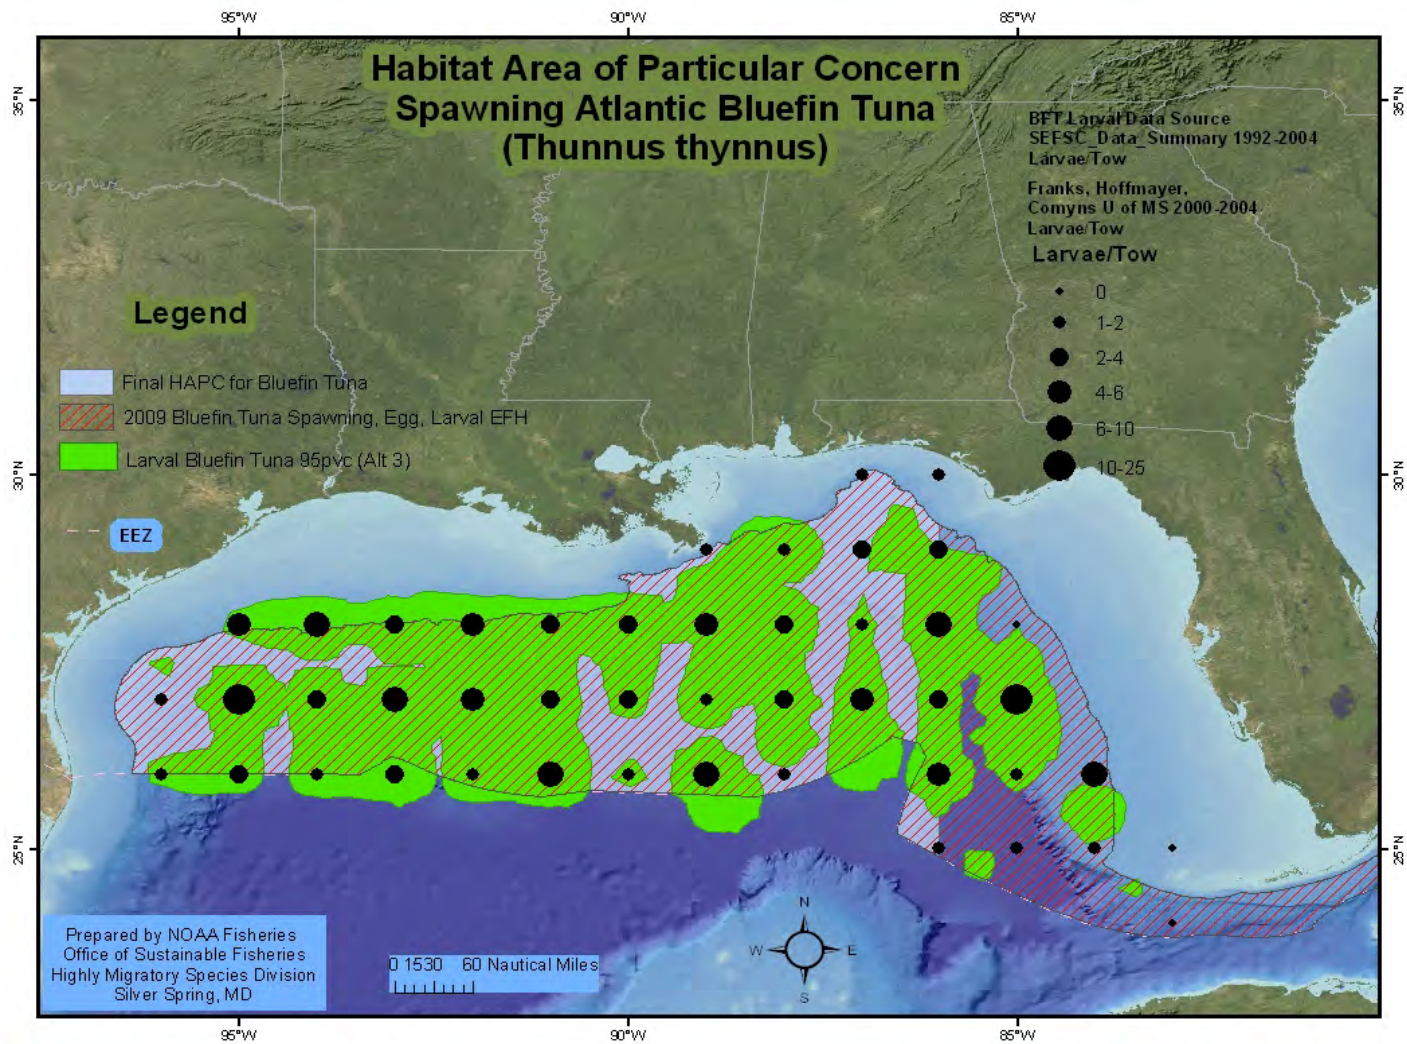 95°W
90°W
85°W
Habitat Area of Particular Concern
Spawning Atlantic Bluefin Tuna
(Thunnus thynnus)
35°N
35°N
BFT Larval Data Source
SEFSC_Data_Summary 1992-2004
Larvae/Tow
Franks, Hoffmayer,
Comyns U of MS 2000-2004
Larvae/Tow
Larvae/Tow
0
1-2
2-4
4-6
6-10
10-25
Legend
Final HAPC for Bluefin Tuna
2009 Bluefin Tuna Spawning, Egg, Larval EFH
Larval Bluefin Tuna 95pvc (Alt 3)
EEZ
30°N
30°N
25°N
25°N
Prepared by NOAA Fisheries
Office of Sustainable Fisheries
Highly Migratory Species Division
Silver Spring, MD
0 1530 60 Nautical Miles
N
W E
S
95°W
90°W
85°W